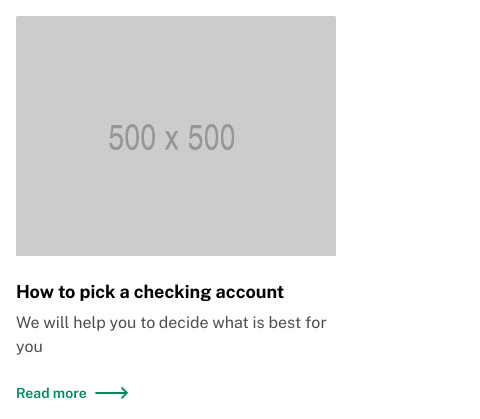 500 x 500
How to pick a checking account
We will help you to decide what is best for
you
Read more